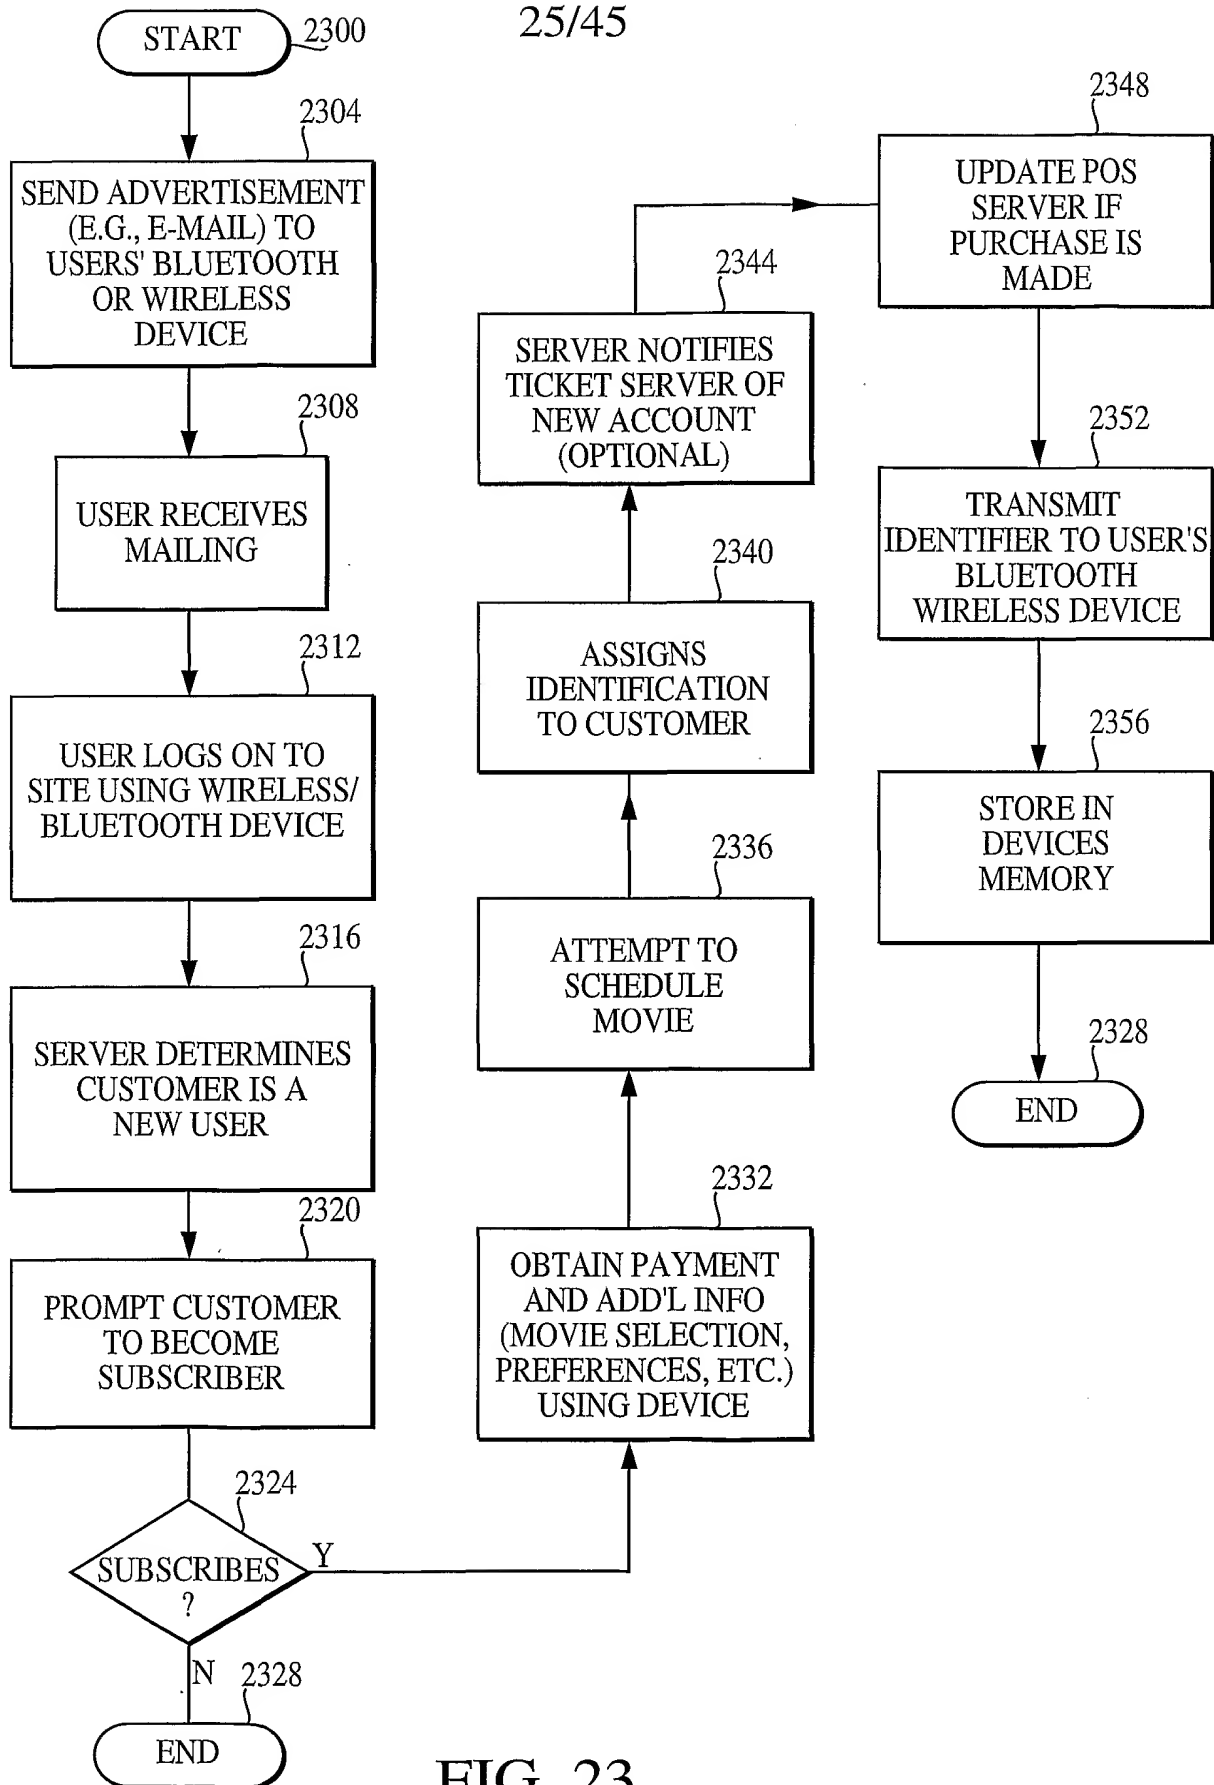 25/45
START
2300
2304
SEND ADVERTISEMENT
(E.G., E-MAIL) TO
USERS' BLUETOOTH
OR WIRELESS
DEVICE
2308
USER RECEIVES
MAILING
2312
USER LOGS ON TO
SITE USING WIRELESS/
BLUETOOTH DEVICE
2316
SERVER DETERMINES
CUSTOMER IS A
NEW USER
2320
PROMPT CUSTOMER
TO BECOME
SUBSCRIBER
2324
SUBSCRIBES
?
Y
N
2328
END
2332
OBTAIN PAYMENT
AND ADD'L INFO
(MOVIE SELECTION,
PREFERENCES, ETC.)
USING DEVICE
2336
ATTEMPT TO
SCHEDULE
MOVIE
2340
ASSIGNS
IDENTIFICATION
TO CUSTOMER
2344
SERVER NOTIFIES
TICKET SERVER OF
NEW ACCOUNT
(OPTIONAL)
2348
UPDATE POS
SERVER IF
PURCHASE IS
MADE
2352
TRANSMIT
IDENTIFIER TO USER'S
BLUETOOTH
WIRELESS DEVICE
2356
STORE IN
DEVICES
MEMORY
2328
END
FIG. 23